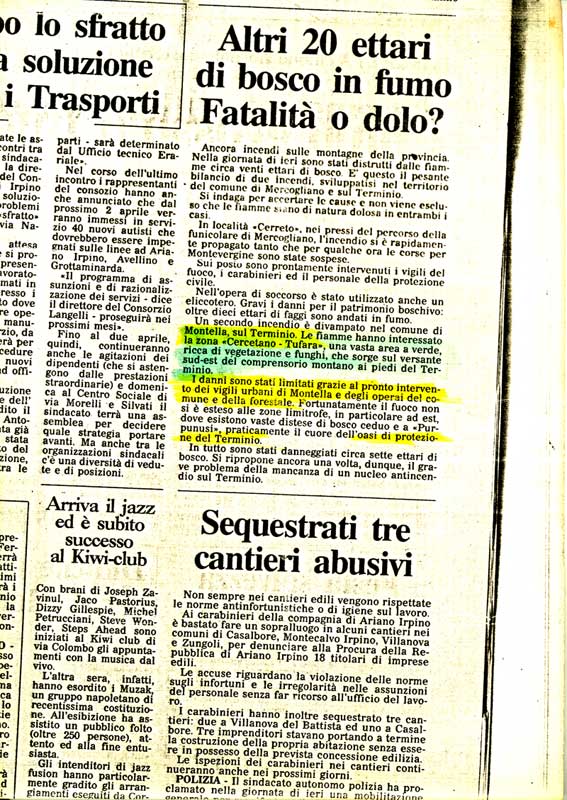 po lo sfratto
a soluzione
i Trasporti
parti - sarà determinato
dal Ufficio tecnico Era-
riale».
Nel corso dell'ultimo
incontro i rappresentanti
del consozio hanno an-
che annunciato che dal
prossimo 2 aprile ver-
ranno immessi in servi-
zio 40 nuovi autisti che
dovrebbero essere impe-
gnati sulle linee ad Aria-
no Irpino, Avellino e
Grottaminarda.
«Il programma di as-
sunzioni e di razionaliz-
zazione dei servizi - dice
il direttore del Consorzio
Langelli - proseguirà nei
prossimi mesi».
Fino al due aprile,
quindi, continueranno
anche le agitazioni dei
dipendenti (che si asten-
gono dalle prestazioni
straordinarie) e domeni-
ca al Centro Sociale di
via Morelli e Silvati il
sindacato terrà una as-
semblea per decidere
quale strategia portare
avanti. Ma anche tra le
organizzazioni sindacali
c'è una diversità di vedu-
te e di posizioni.
Altri 20 ettari
di bosco in fumo
Fatalità o dolo?
Ancora incendi sulle montagne della provincia.
Nella giornata di ieri sono stati distrutti dalle fiam-
me circa venti ettari di bosco. E' questo il pesante
bilancio di due incendi, sviluppatisi nel territorio
del comune di Mercogliano e sul Terminio.
Si indaga per accertare le cause e non viene esclu-
so che le fiamme siano di natura dolosa in entrambi i
casi.
In località «Cerreto», nei pressi del percorso della
funicolare di Mercogliano, l'incendio si è rapidamen-
te propagato tanto che per qualche ora le corse per
Montevergine sono state sospese.
Sui posto sono prontamente intervenuti i vigili del
fuoco, i carabinieri ed il personale della protezione
civile.
Nell'opera di soccorso è stato utilizzato anche un
elicottero. Gravi i danni per il patrimonio boschivo:
oltre dieci ettari di faggi sono andati in fumo.
Un secondo incendio è divampato nel comune di
Montella, sul Terminio. Le fiamme hanno interessato
la zona «Cercetano - Tufara», una vasta area a verde,
ricca di vegetazione e funghi, che sorge sul versante
sud-est del comprensorio montano ai piedi del Ter-
minio.
I danni sono stati limitati grazie al pronto interven-
to dei vigili urbani di Montella e degli operai del co-
mune e della forestale. Fortunatamente il fuoco non
si è esteso alle zone limitrofe, in particolare ad est,
dove esistono vaste distese di bosco ceduo e a «Pur-
punusi», praticamente il cuore dell'oasi di protezio-
ne del Terminio.
In tutto sono stati danneggiati circa sette ettari di
bosco. Si ripropone ancora una volta, dunque, il gra-
ve problema della mancanza di un nucleo antincen-
dio sul Terminio.
Arriva il jazz
ed è subito
successo
al Kiwi-club
Con brani di Joseph Za-
vinul, Jaco Pastorius,
Dizzy Gillespie, Michel
Petrucciani, Steve Won-
der, Steps Ahead sono
iniziati al Kiwi club di
via Colombo gli appunta-
menti con la musica dal
vivo.
L'altra sera, infatti,
hanno esordito i Muzak,
un gruppo napoletano di
recentissima costituzio-
ne. All'esibizione ha as-
sistito un pubblico folto
(oltre 250 persone), at-
tento ed alla fine entu-
siasta.
Gli intenditori di jazz
fusion hanno particolar-
mente gradito gli arran-
giamenti eseguiti da Cor-
Sequestrati tre
cantieri abusivi
Non sempre nei cantieri edili vengono rispettate
le norme antinfortunistiche o di igiene sul lavoro.
Ai carabinieri della compagnia di Ariano Irpino
è bastato fare un sopralluogo in alcuni cantieri nei
comuni di Casalbore, Montecalvo Irpino, Villanova
e Zungoli, per denunciare alla Procura della Re-
pubblica di Ariano Irpino 18 titolari di imprese
edili.
Le accuse riguardano la violazione delle norme
sugli infortuni e le irregolarità nelle assunzioni
del personale senza far ricorso all'ufficio del lavo-
ro.
I carabinieri hanno inoltre sequestrato tre can-
tieri: due a Villanova del Battista ed uno a Casal-
bore. Tre imprenditori stavano portando a termine
la costruzione della propria abitazione senza esse-
re in possesso della prevista concessione edilizia.
Le ispezioni dei carabinieri nei cantieri conti-
nueranno anche nei prossimi giorni.
POLIZIA - Il sindacato autonomo polizia ha pro-
clamato nella giornata di ieri una mobilitazione